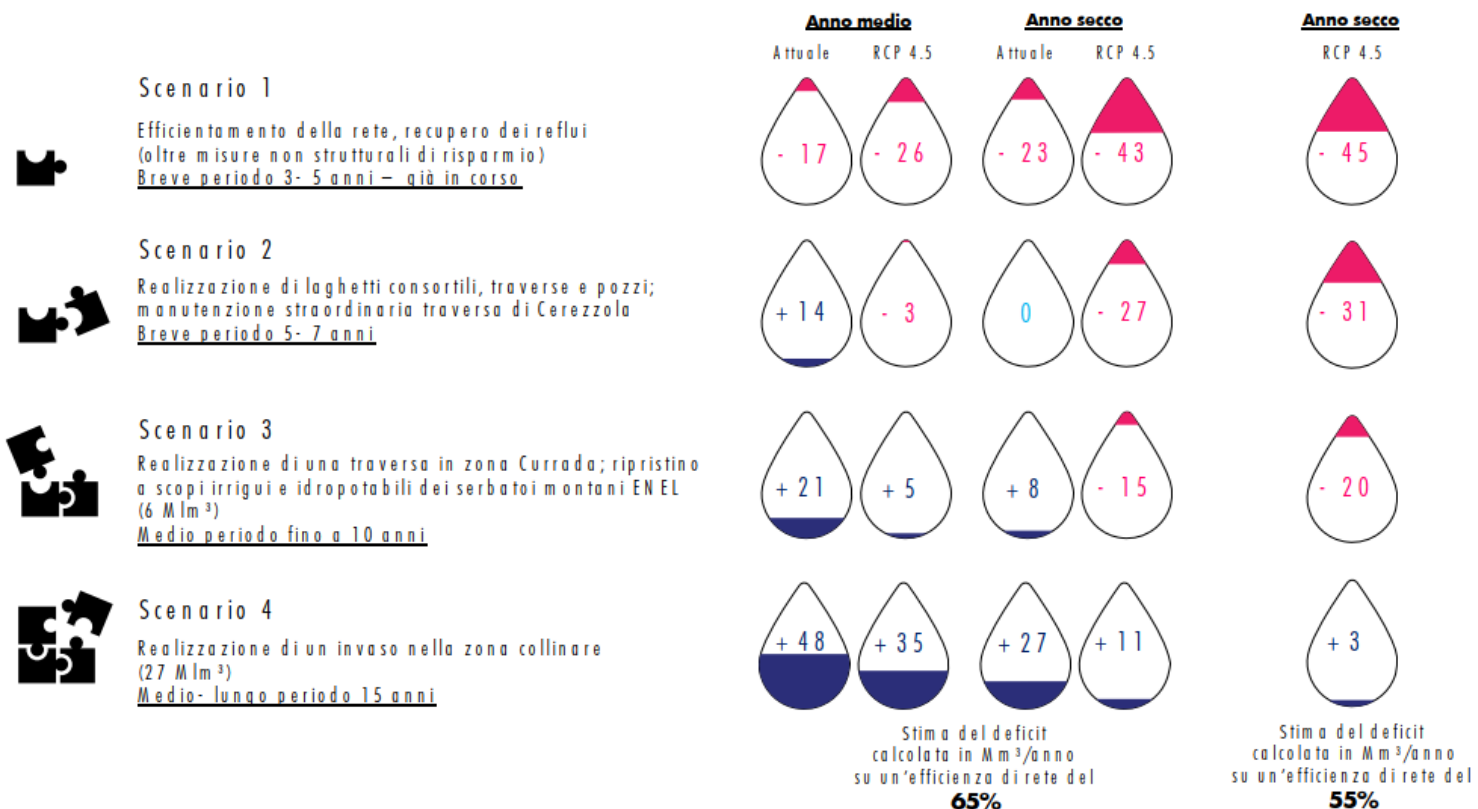 Anno medio Anno secco Anno secco
Attuale RCP 4.5 Attuale RCP 4.5 RCP 4.5
Scenario 1
Efficientamento della rete, recupero dei reflui
(oltre misure non strutturali di risparmio)
Breve periodo 3- 5 anni – già in corso
- 17 - 26 - 23 - 43 - 45
Scenario 2
Realizzazione di laghetti consortili, traverse e pozzi;
manutenzione straordinaria traversa di Cerezzola
Breve periodo 5- 7 anni
+ 14 - 3 0 - 27 - 31
Scenario 3
Realizzazione di una traversa in zona Currada; ripristino
a scopi irrigui e idropotabili dei serbatoi montani ENEL
(6 Mlm³)
Medio periodo fino a 10 anni
+ 21 + 5 + 8 - 15 - 20
Scenario 4
Realizzazione di un invaso nella zona collinare
(27 Mlm³)
Medio- lungo periodo 15 anni
+ 48 + 35 + 27 + 11 + 3
Stima del deficit
calcolata in Mm³/anno
su un'efficienza di rete del
65%
Stima del deficit
calcolata in Mm³/anno
su un'efficienza di rete del
55%